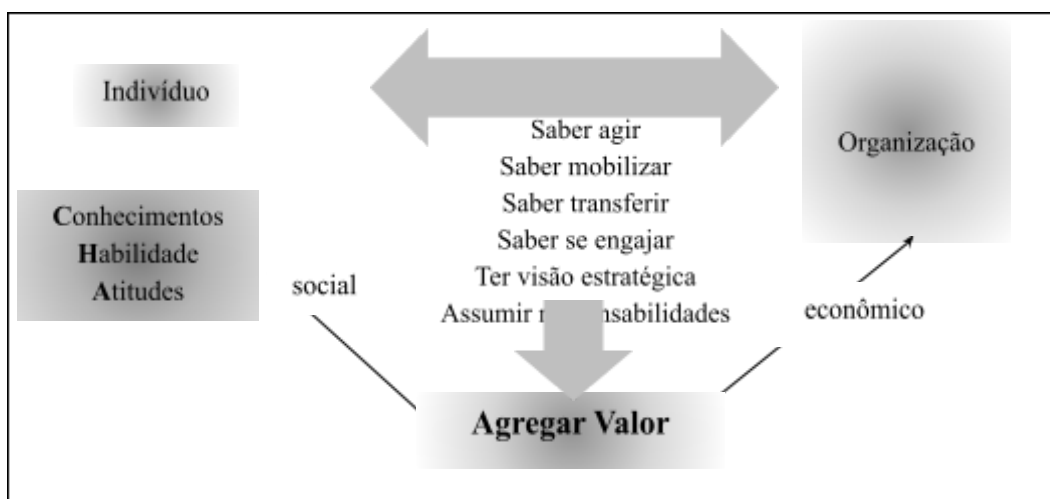 Indivíduo
Conhecimentos
Habilidade
Atitudes
social
Saber agir
Saber mobilizar
Saber transferir
Saber se engajar
Ter visão estratégica
Assumir
Agregar Valor
econômico
Organização